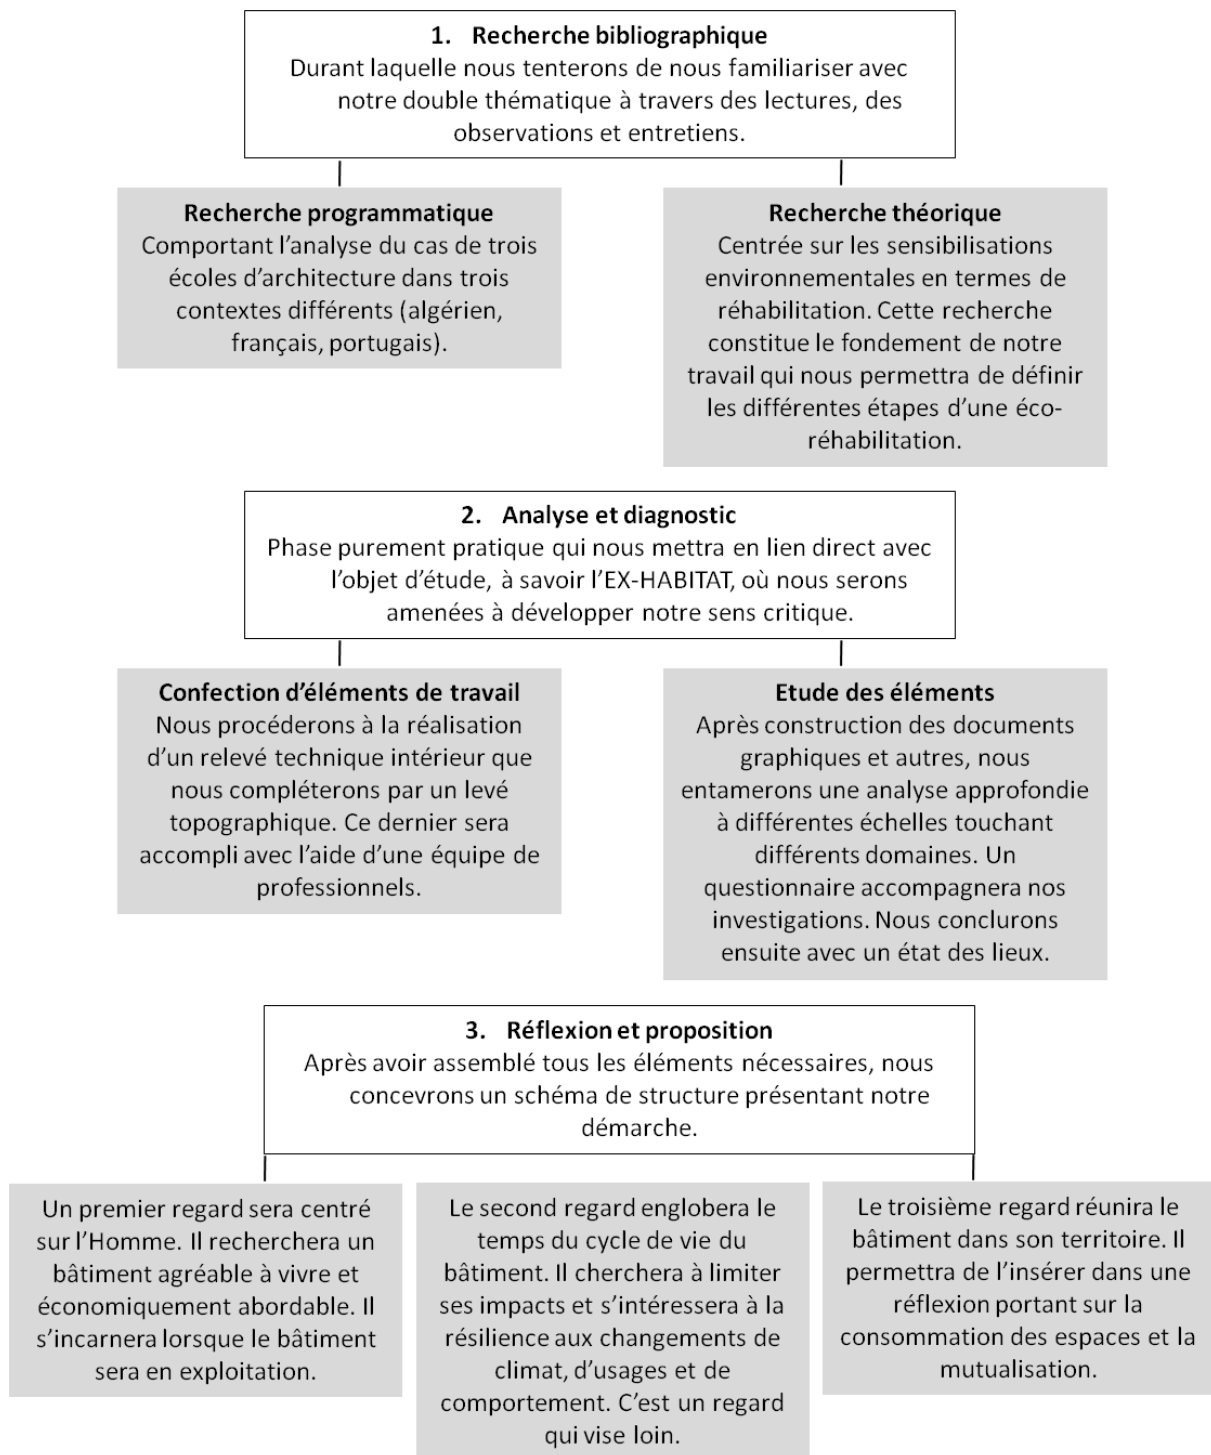 1. Recherche bibliographique
Durant laquelle nous tenterons de nous familiariser avec
notre double thématique à travers des lectures, des
observations et entretiens.
Recherche programmatique
Comportant l’analyse du cas de trois
écoles d’architecture dans trois
contextes différents (algérien,
français, portugais).
Recherche théorique
Centrée sur les sensibilisations
environnementales en termes de
réhabilitation. Cette recherche
constitue le fondement de notre
travail qui nous permettra de définir
les différentes étapes d’une éco-
réhabilitation.
2. Analyse et diagnostic
Phase purement pratique qui nous mettra en lien direct avec
l’objet d’étude, à savoir l’EX-HABITAT, où nous serons
amenées à développer notre sens critique.
Confection d’éléments de travail
Nous procéderons à la réalisation
d’un relevé technique intérieur que
nous compléterons par un levé
topographique. Ce dernier sera
accompli avec l’aide d’une équipe de
professionnels.
Etude des éléments
Après construction des documents
graphiques et autres, nous
entamerons une analyse approfondie
à différentes échelles touchant
différents domaines. Un
questionnaire accompagnera nos
investigations. Nous conclurons
ensuite avec un état des lieux.
3. Réflexion et proposition
Après avoir assemblé tous les éléments nécessaires, nous
concevrons un schéma de structure présentant notre
démarche.
Un premier regard sera centré
sur l’Homme. Il recherchera un
bâtiment agréable à vivre et
économiquement abordable. Il
s’incarnera lorsque le bâtiment
sera en exploitation.
Le second regard englobera le
temps du cycle de vie du
bâtiment. Il cherchera à limiter
ses impacts et s’intéressera à la
résilience aux changements de
climat, d’usages et de
comportement. C’est un regard
qui vise loin.
Le troisième regard réunira le
bâtiment dans son territoire. Il
permettra de l’insérer dans une
réflexion portant sur la
consommation des espaces et la
mutualisation.